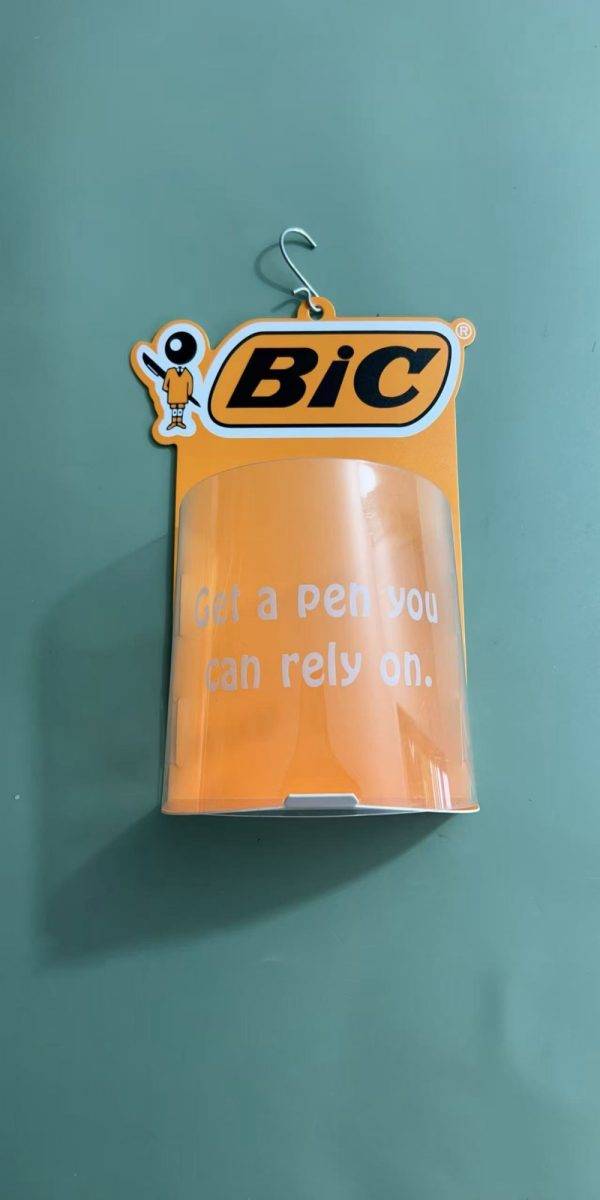 BiC®
Get a pen you
can rely on.